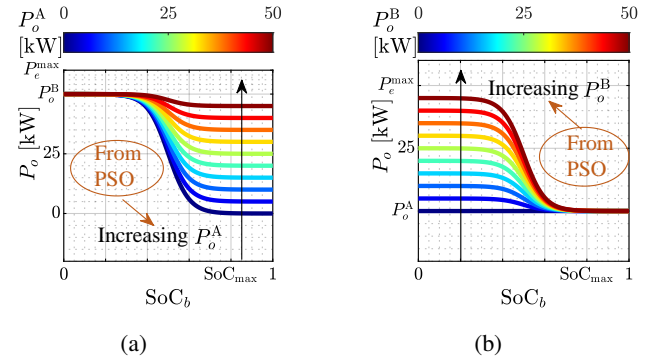 P_o^A 0 25 50
[kW]
P_e^max
P_o^B
25
0
P_o [kW]
From
PSO
Increasing P_o^A
0 SoC_max 1
SoC_b
(a)
P_o^B 0 25 50
[kW]
P_e^max
25
P_o^A
P_o [kW]
Increasing P_o^B
From
PSO
0 SoC_max 1
SoC_b
(b)